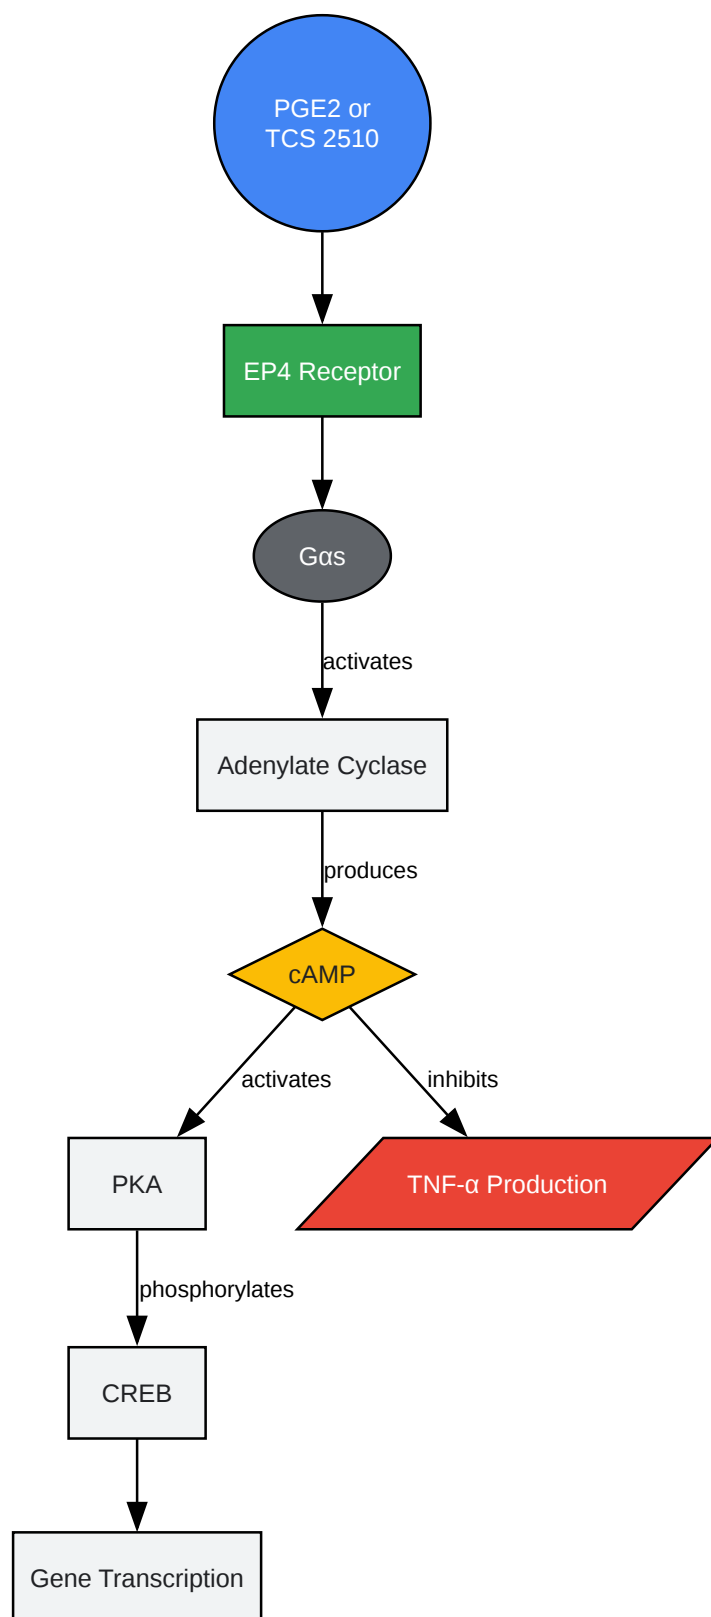 PGE2 or
TCS 2510
EP4 Receptor
Gαs
activates
Adenylate Cyclase
produces
cAMP
activates
inhibits
PKA
TNF-α Production
phosphorylates
CREB
Gene Transcription